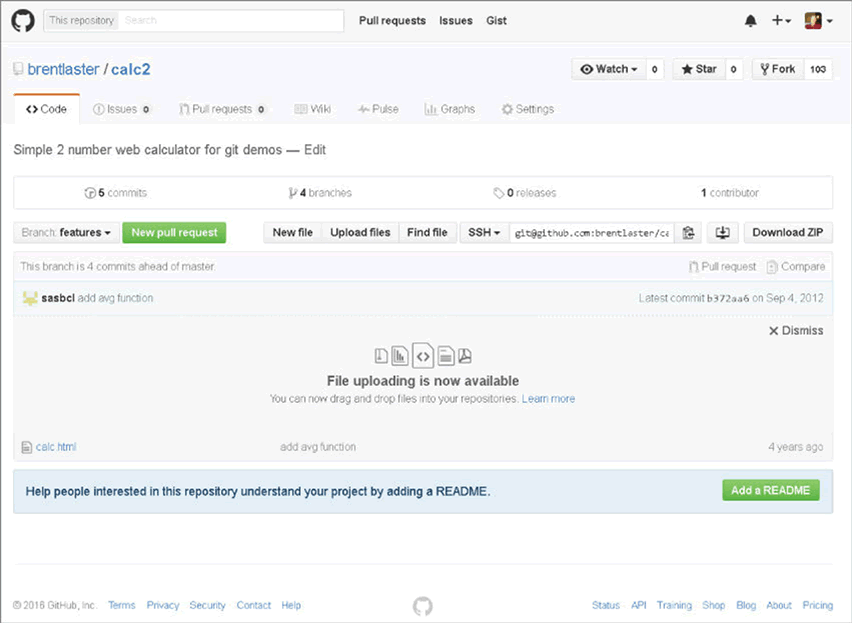 This repository Search Pull requests Issues Gist
brentlaster / calc2 Watch 0 Star 0 Fork 103
Code Issues 0 Pull requests 0 Wiki Pulse Graphs Settings
Simple 2 number web calculator for git demos — Edit
5 commits 4 branches 0 releases 1 contributor
Branch: features New pull request New file Upload files Find file SSH git@github.com:brentlaster/ca Download ZIP
This branch is 4 commits ahead of master Pull request Compare
sasbcl add avg function Latest commit b372aa6 on Sep 4, 2012
Dismiss
File uploading is now available
You can now drag and drop files into your repositories. Learn more
calc.html add avg function 4 years ago
Help people interested in this repository understand your project by adding a README. Add a README
© 2016 GitHub, Inc. Terms Privacy Security Contact Help Status API Training Shop Blog About Pricing